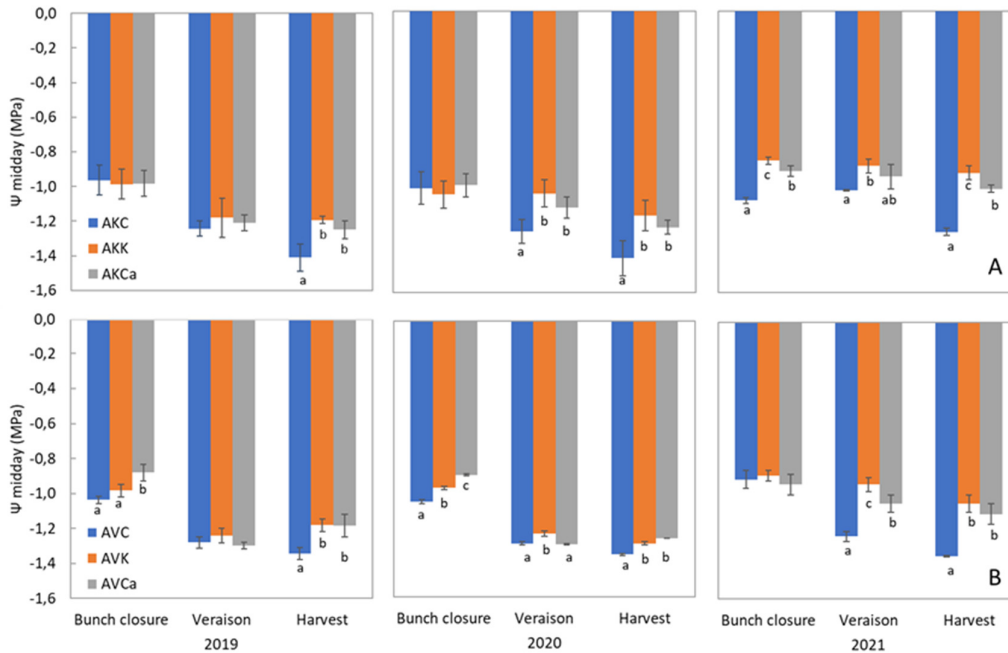 Ψ midday (MPa)
0,0
-0,2
-0,4
-0,6
-0,8
-1,0
-1,2
-1,4
-1,6
AKC
AKK
AKCa
a b b
a b b
a b b
a c b
a b ab
a c b
A
Ψ midday (MPa)
0,0
-0,2
-0,4
-0,6
-0,8
-1,0
-1,2
-1,4
-1,6
AVC
AVK
AVCa
a a b
a b b
a b c
a b a
a b b
a c b
a b b
B
Bunch closure Veraison Harvest
2019
Bunch closure Veraison Harvest
2020
Bunch closure Veraison Harvest
2021